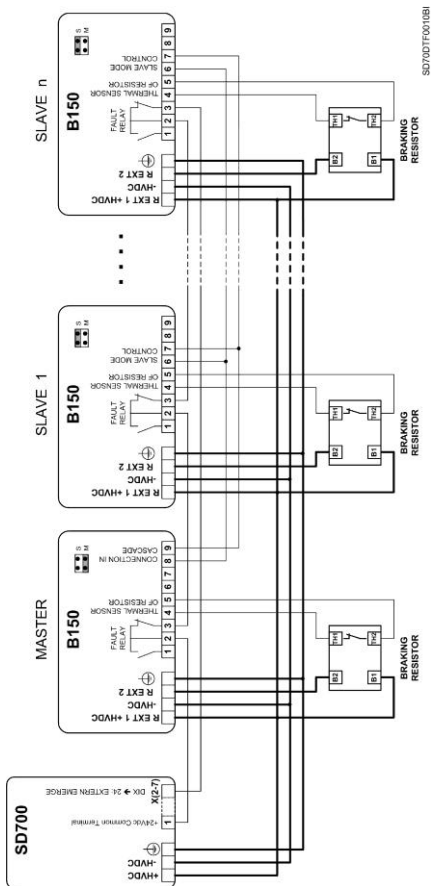 SD70DTF0010BI
MASTER
SLAVE 1
SLAVE n
SD700
+HVDC
-HVDC
1
+24Vdc Common Terminal
X(2-7)
DIX → 24: EXTERN EMERGE
B150
S
M
R EXT 1 +HVDC
-HVDC
R EXT 2
FAULT
RELAY
THERMAL SENSOR
OF RESISTOR
CONNECTION IN
CASCADE
1 2 3 4 5 6 7 8 9
B2
B1
TH1
TH2
BRAKING
RESISTOR
B150
S
M
R EXT 1 +HVDC
-HVDC
R EXT 2
FAULT
RELAY
THERMAL SENSOR
OF RESISTOR
SLAVE MODE
CONTROL
1 2 3 4 5 6 7 8 9
B2
B1
TH1
TH2
BRAKING
RESISTOR
B150
S
M
R EXT 1 +HVDC
-HVDC
R EXT 2
FAULT
RELAY
THERMAL SENSOR
OF RESISTOR
SLAVE MODE
CONTROL
1 2 3 4 5 6 7 8 9
B2
B1
TH1
TH2
BRAKING
RESISTOR